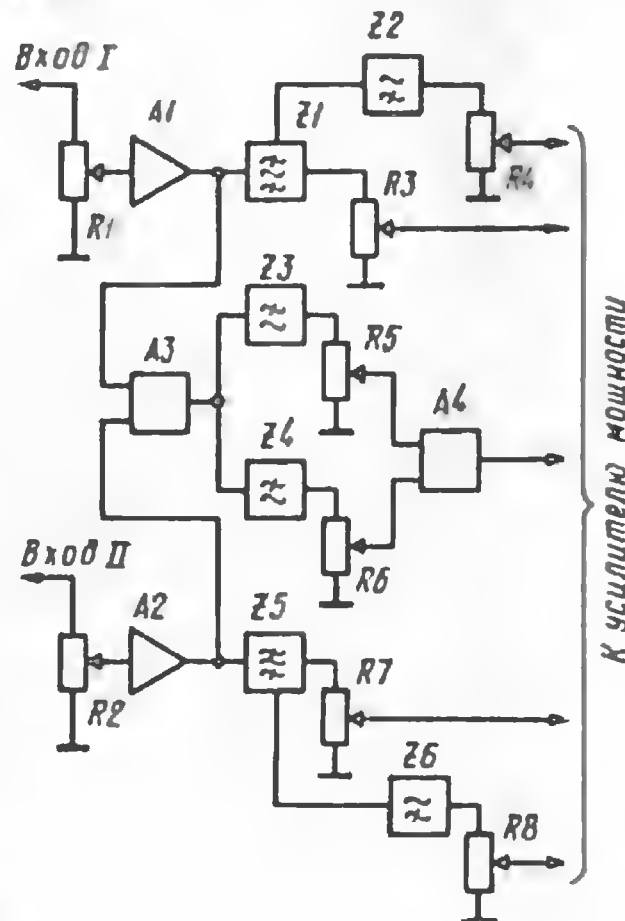 Z2
Вход I
A1
Z1
R1
R3
R4
Z3
A3
R5
A4
Z4
Вход II
R6
A2
Z5
R2
R7
Z6
R8
К усилителю мощности